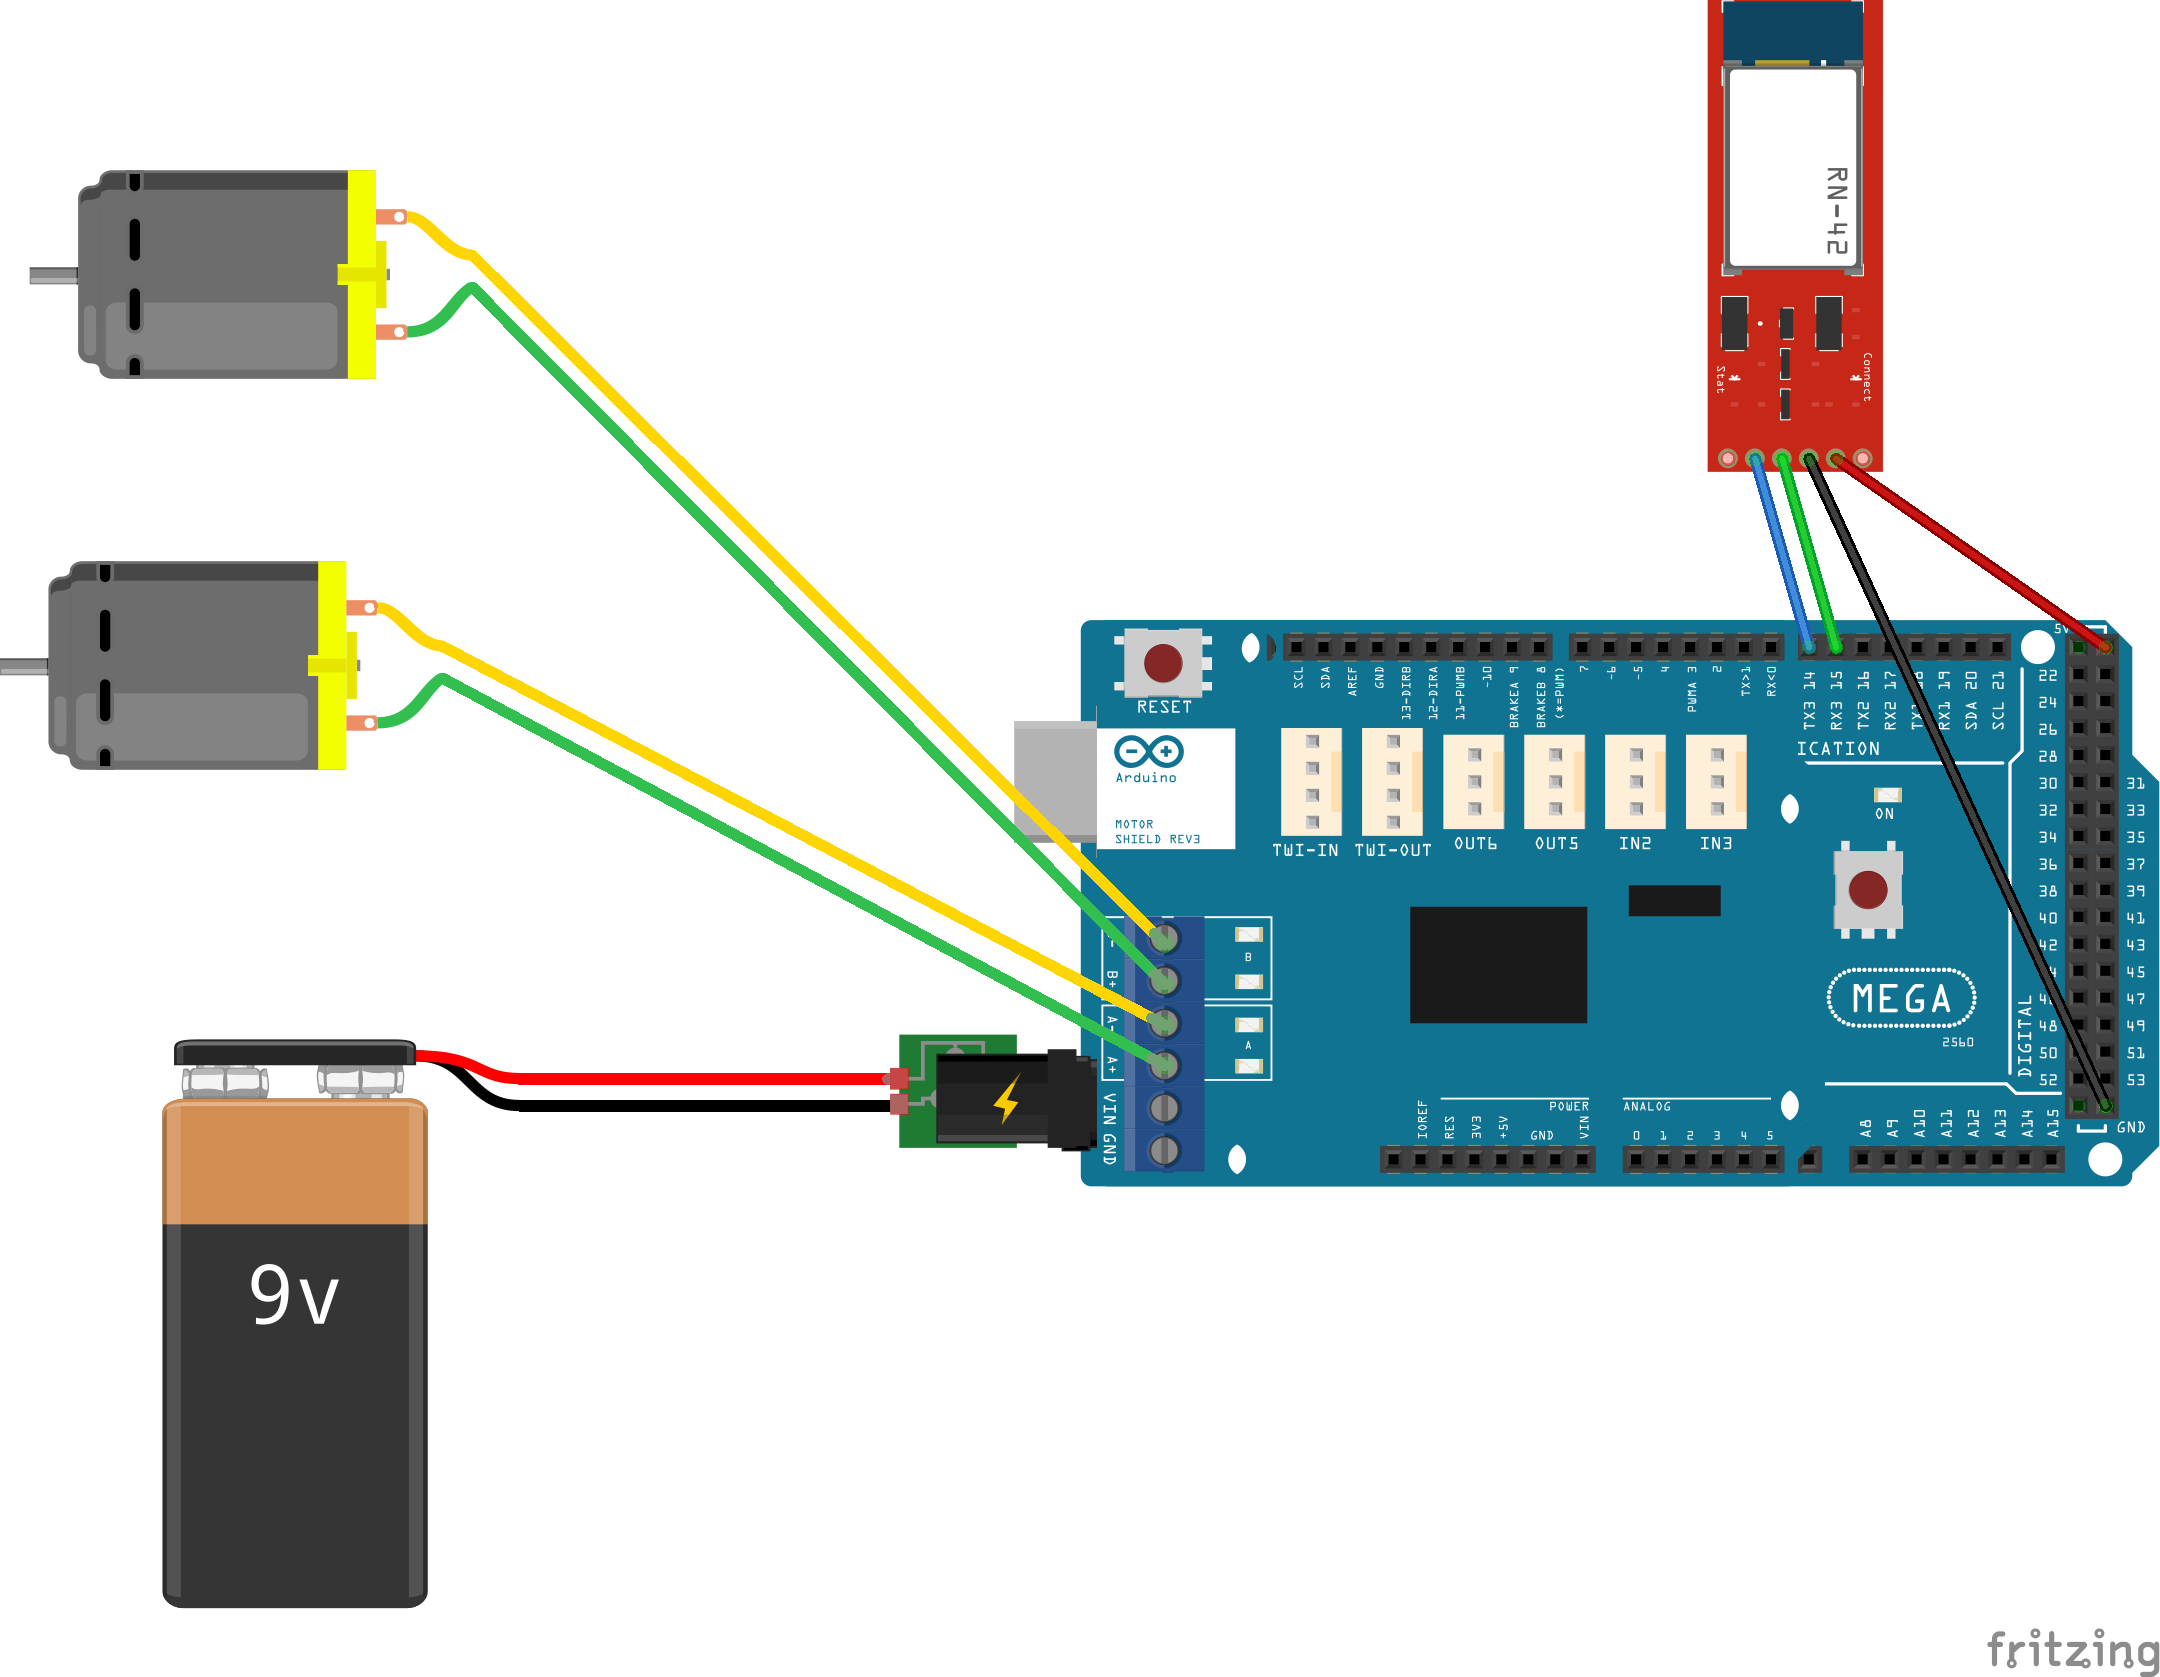 RN-42
Stat
Connect
RESET
Arduino
MOTOR
SHIELD REV3
SCL
SDA
AREF
GND
13-DIRB
12-DIRA
11-PWMB
-10
BRAKEA 9
BRAKEB 8
(*=PWM)
7
-6
-5
4
PWMA 3
2
TX>1
RX<0
TX3 14
RX3 15
TX2 16
RX2 17
RX1 19
SDA 20
SCL 21
ICATION
22
24
26
28
30
31
32
33
34
35
36
37
38
39
40
41
42
43
45
47
48
49
50
51
52
53
TWI-IN
TWI-OUT
OUT6
OUT5
IN2
IN3
ON
-
B+
A-
A+
VIN
GND
B
A
MEGA
2560
DIGITAL
IOREF
RES
3V3
+5V
GND
VIN
POWER
ANALOG
0
1
2
3
4
5
A8
A9
A10
A11
A12
A13
A14
A15
GND
9v
fritzing